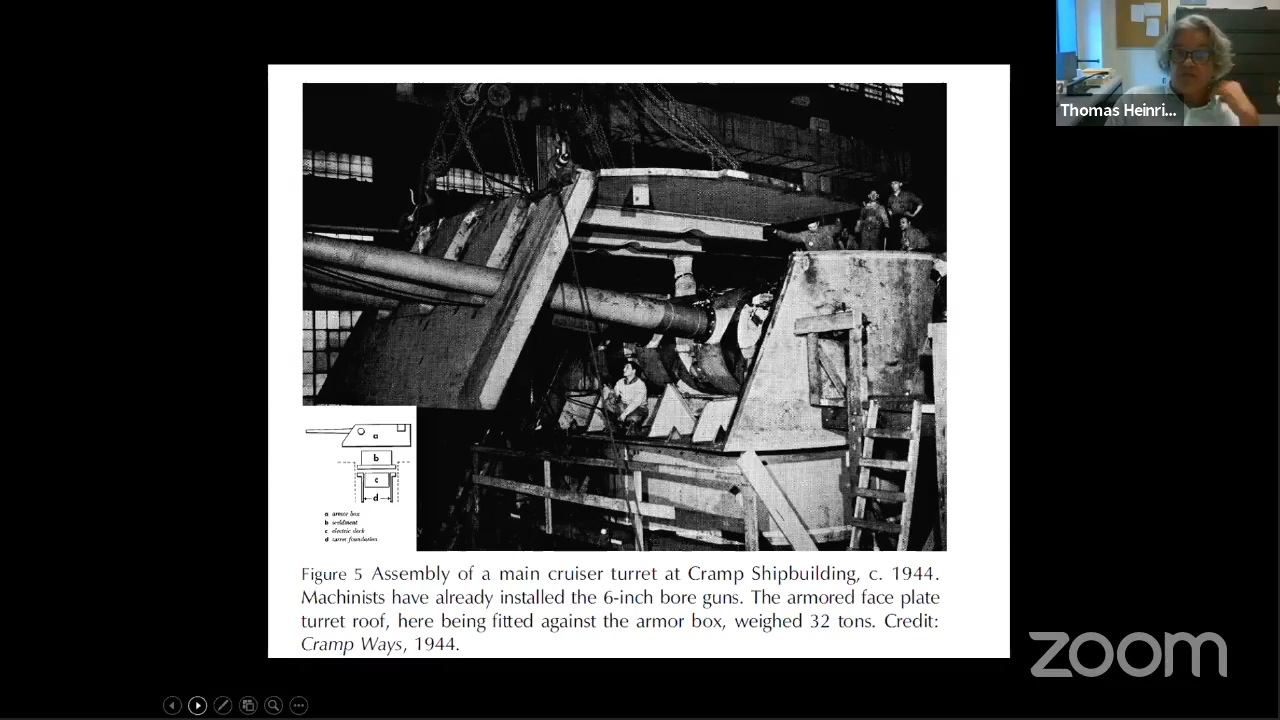 Thomas Heinri...
a
b
c
d
a armor box
b weldment
c electric deck
d turret foundation
Figure 5 Assembly of a main cruiser turret at Cramp Shipbuilding, c. 1944.
Machinists have already installed the 6-inch bore guns. The armored face plate
turret roof, here being fitted against the armor box, weighed 32 tons. Credit:
Cramp Ways, 1944.
zoom